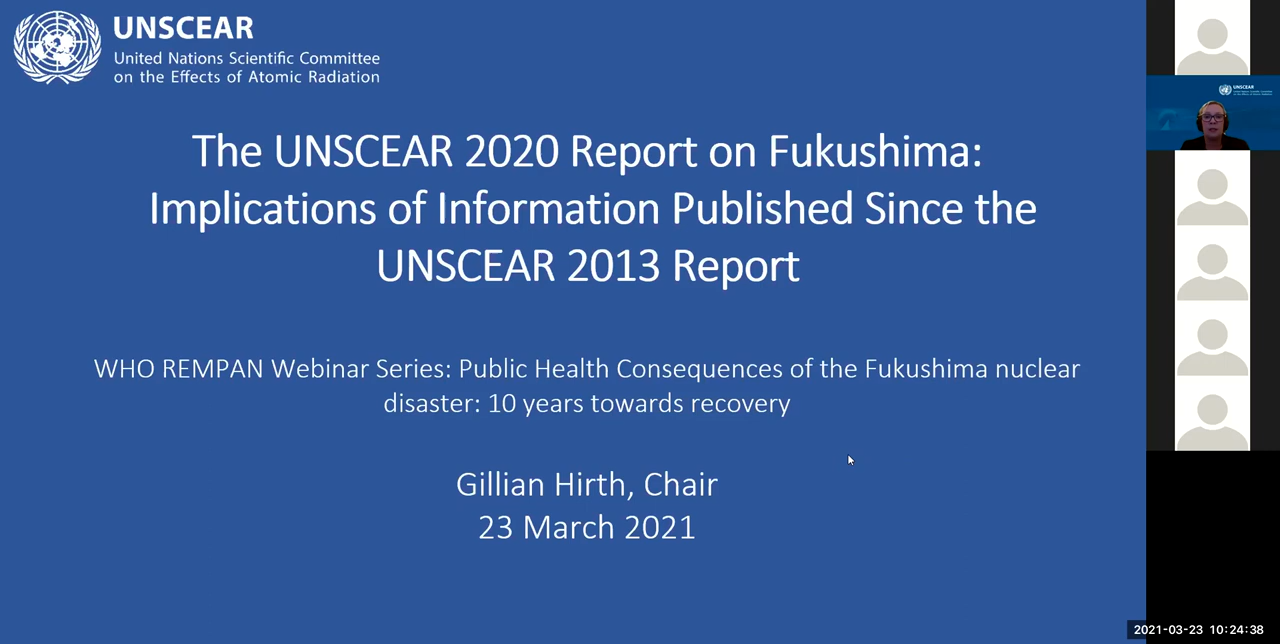 UNSCEAR
United Nations Scientific Committee
on the Effects of Atomic Radiation
The UNSCEAR 2020 Report on Fukushima:
Implications of Information Published Since the
UNSCEAR 2013 Report
WHO REMPAN Webinar Series: Public Health Consequences of the Fukushima nuclear
disaster: 10 years towards recovery
Gillian Hirth, Chair
23 March 2021
UNSCEAR
2021-03-23 10:24:38